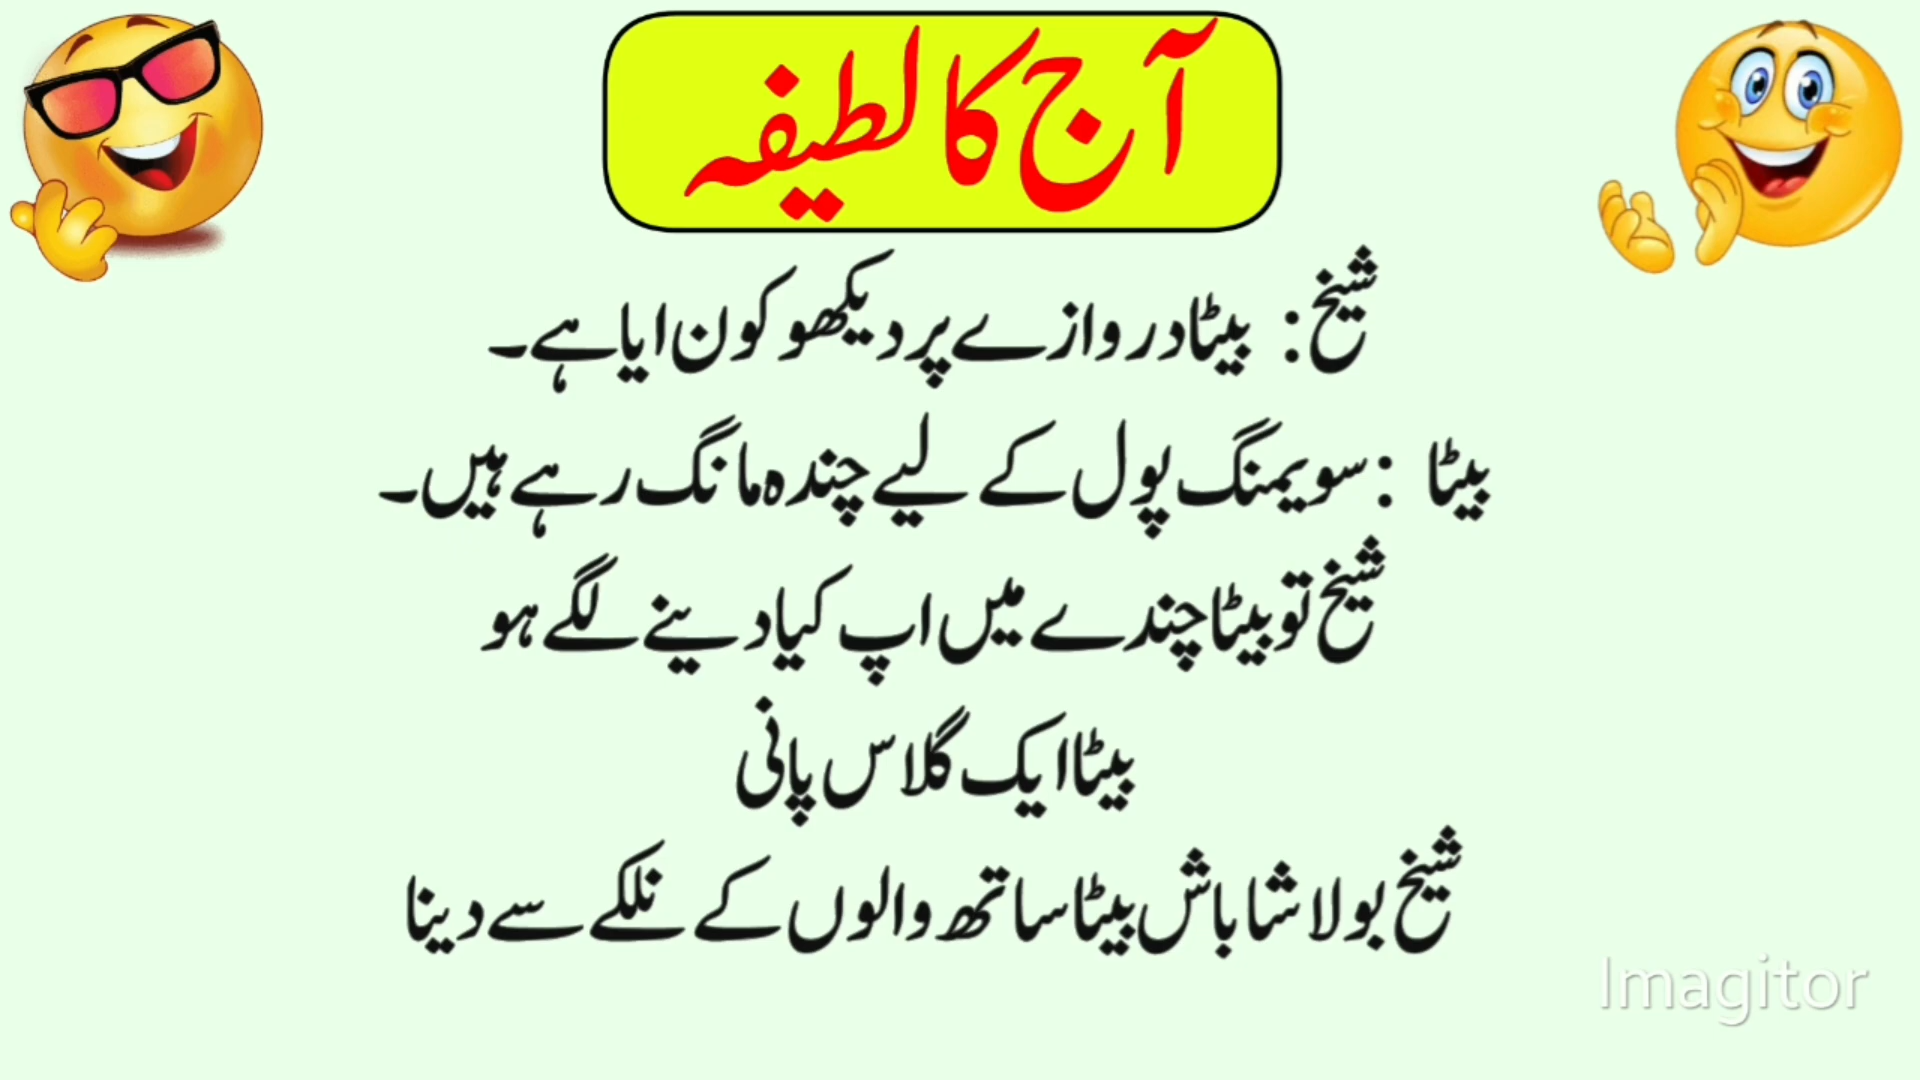 آج کا لطیفہ
شیخ : بیٹا دروازے پر دیکھو کون ایا ہے۔
بیٹا : سویمنگ پول کے لیے چندہ مانگ رہے ہیں۔
شیخ تو بیٹا چندے میں اپ کیا دینے لگے ہو
بیٹا ایک گلاس پانی
شیخ بولا شاباش بیٹا ساتھ والوں کے نلکے سے دینا
Imagitor